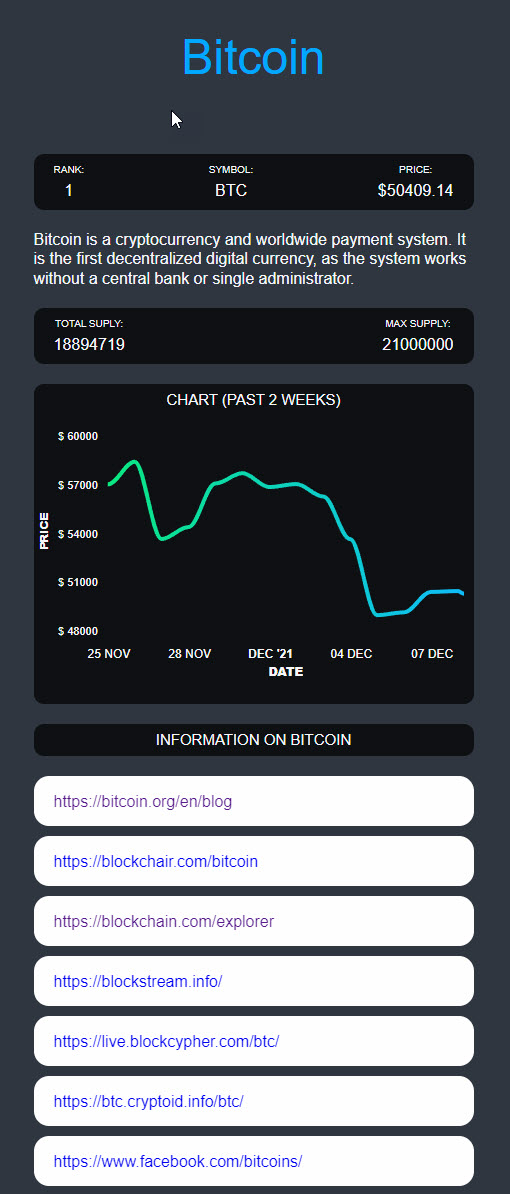 Bitcoin
RANK: SYMBOL: PRICE:
1 BTC $50409.14
Bitcoin is a cryptocurrency and worldwide payment system. It
is the first decentralized digital currency, as the system works
without a central bank or single administrator.
TOTAL SUPLY: MAX SUPPLY:
18894719 21000000
CHART (PAST 2 WEEKS)
$ 60000
$ 57000
$ 54000
$ 51000
$ 48000
PRICE
25 NOV 28 NOV DEC '21 04 DEC 07 DEC
DATE
INFORMATION ON BITCOIN
https://bitcoin.org/en/blog
https://blockchair.com/bitcoin
https://blockchain.com/explorer
https://blockstream.info/
https://live.blockcypher.com/btc/
https://btc.cryptoid.info/btc/
https://www.facebook.com/bitcoins/